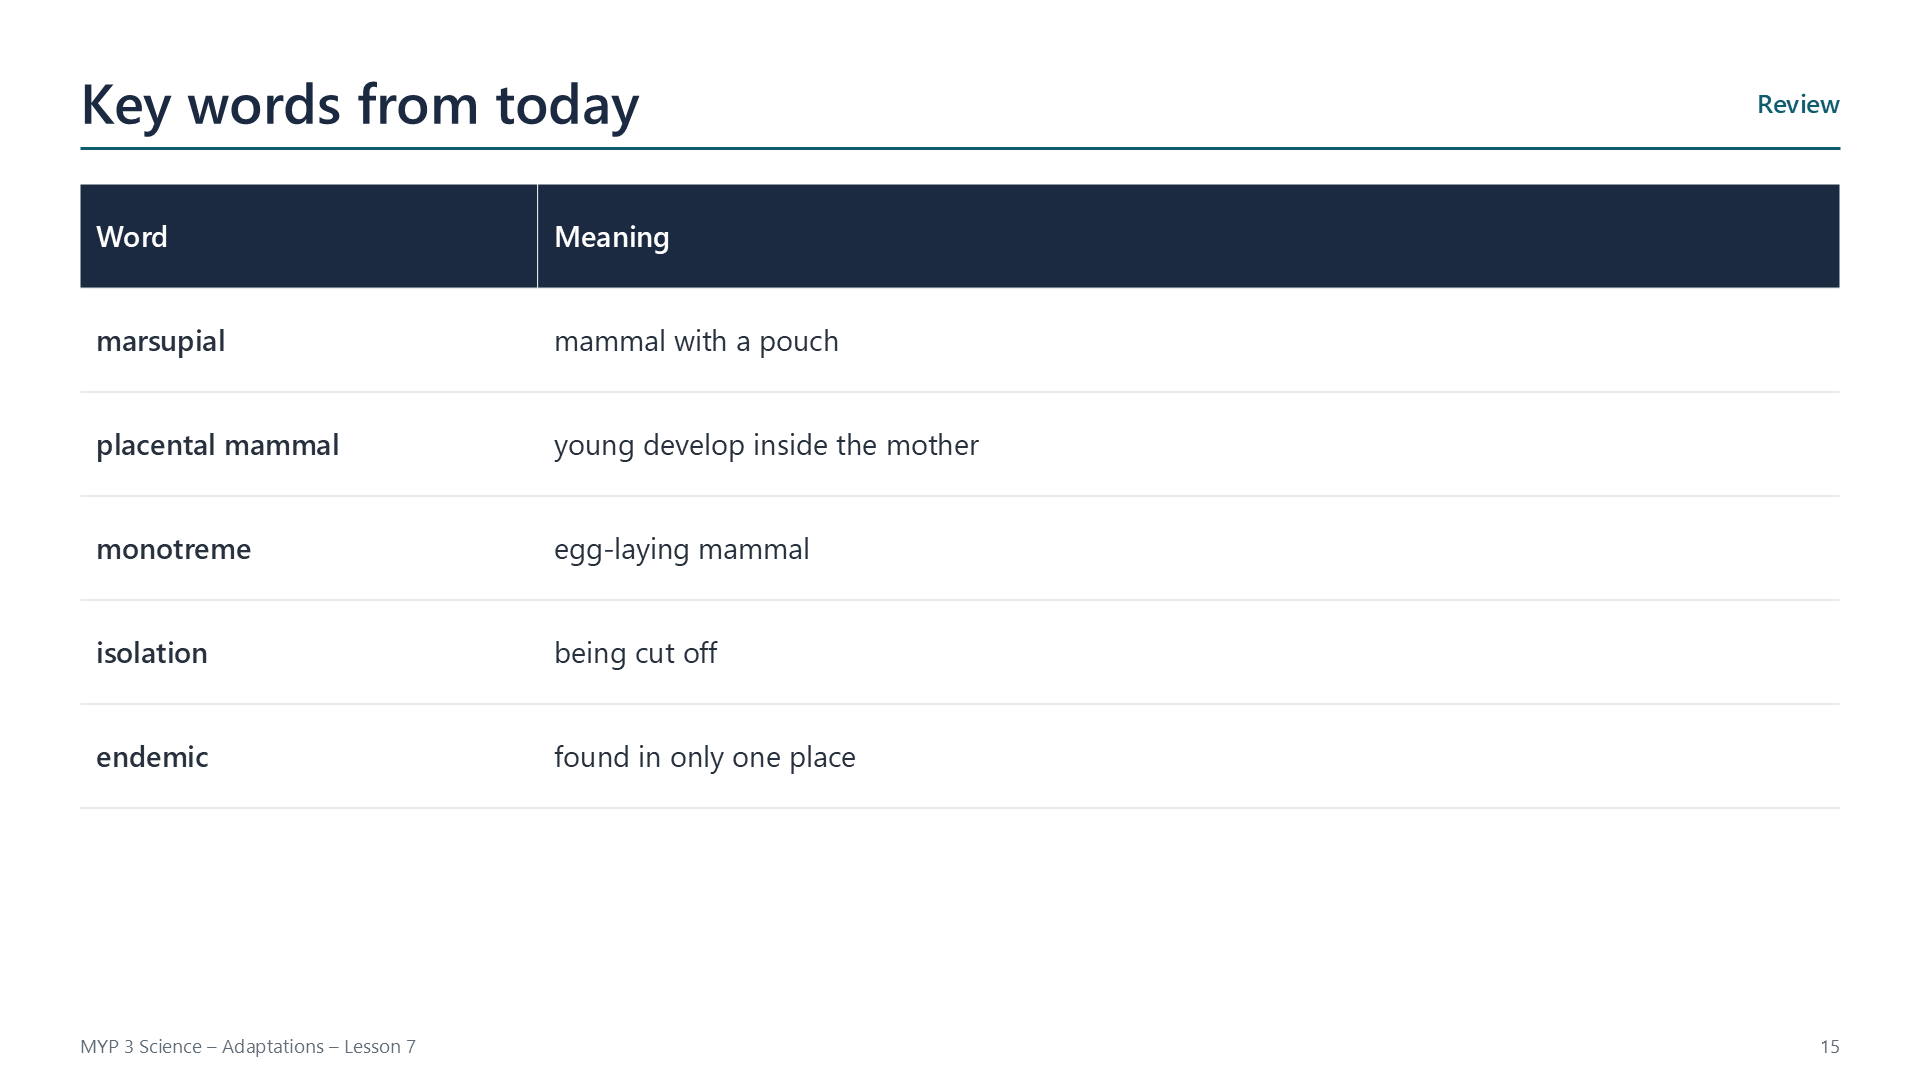 Key words from today
Review
Word Meaning
marsupial mammal with a pouch
placental mammal young develop inside the mother
monotreme egg-laying mammal
isolation being cut off
endemic found in only one place
MYP 3 Science – Adaptations – Lesson 7
15